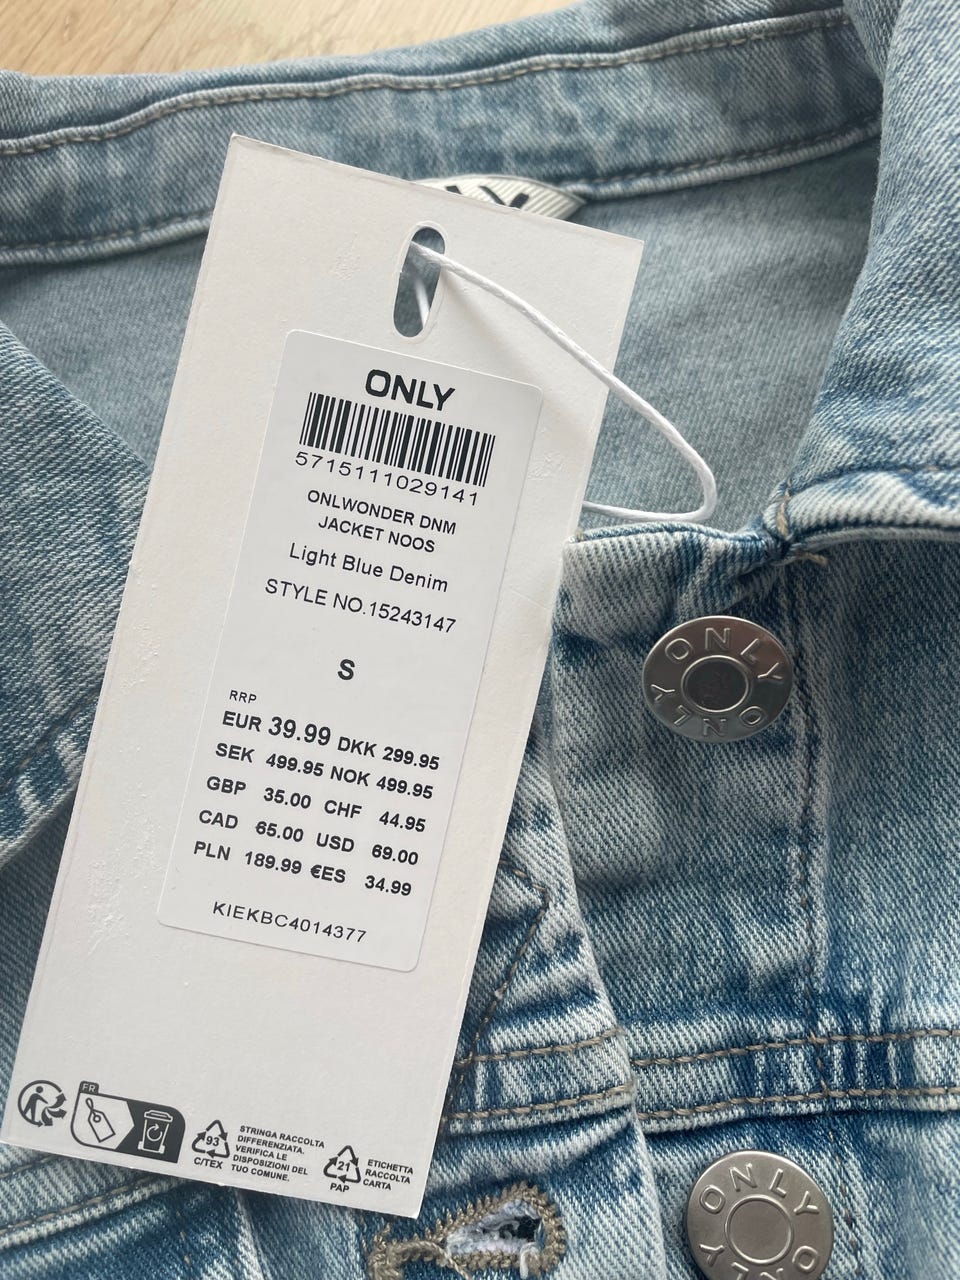 ONLY
5715111029141
ONLWONDER DNM
JACKET NOOS
Light Blue Denim
STYLE NO.15243147
S
RRP
EUR 39.99 DKK 299.95
SEK 499.95 NOK 499.95
GBP 35.00 CHF 44.95
CAD 65.00 USD 69.00
PLN 189.99 €ES 34.99
KIEKBC4014377
FR
93
C/TEX
STRINGA RACCOLTA
DIFFERENZIATA.
VERIFICA LE
DISPOSIZIONI DEL
TUO COMUNE.
21
PAP
ETICHETTA
RACCOLTA
CARTA
ONLY
ONLY
ONLY
ONLY